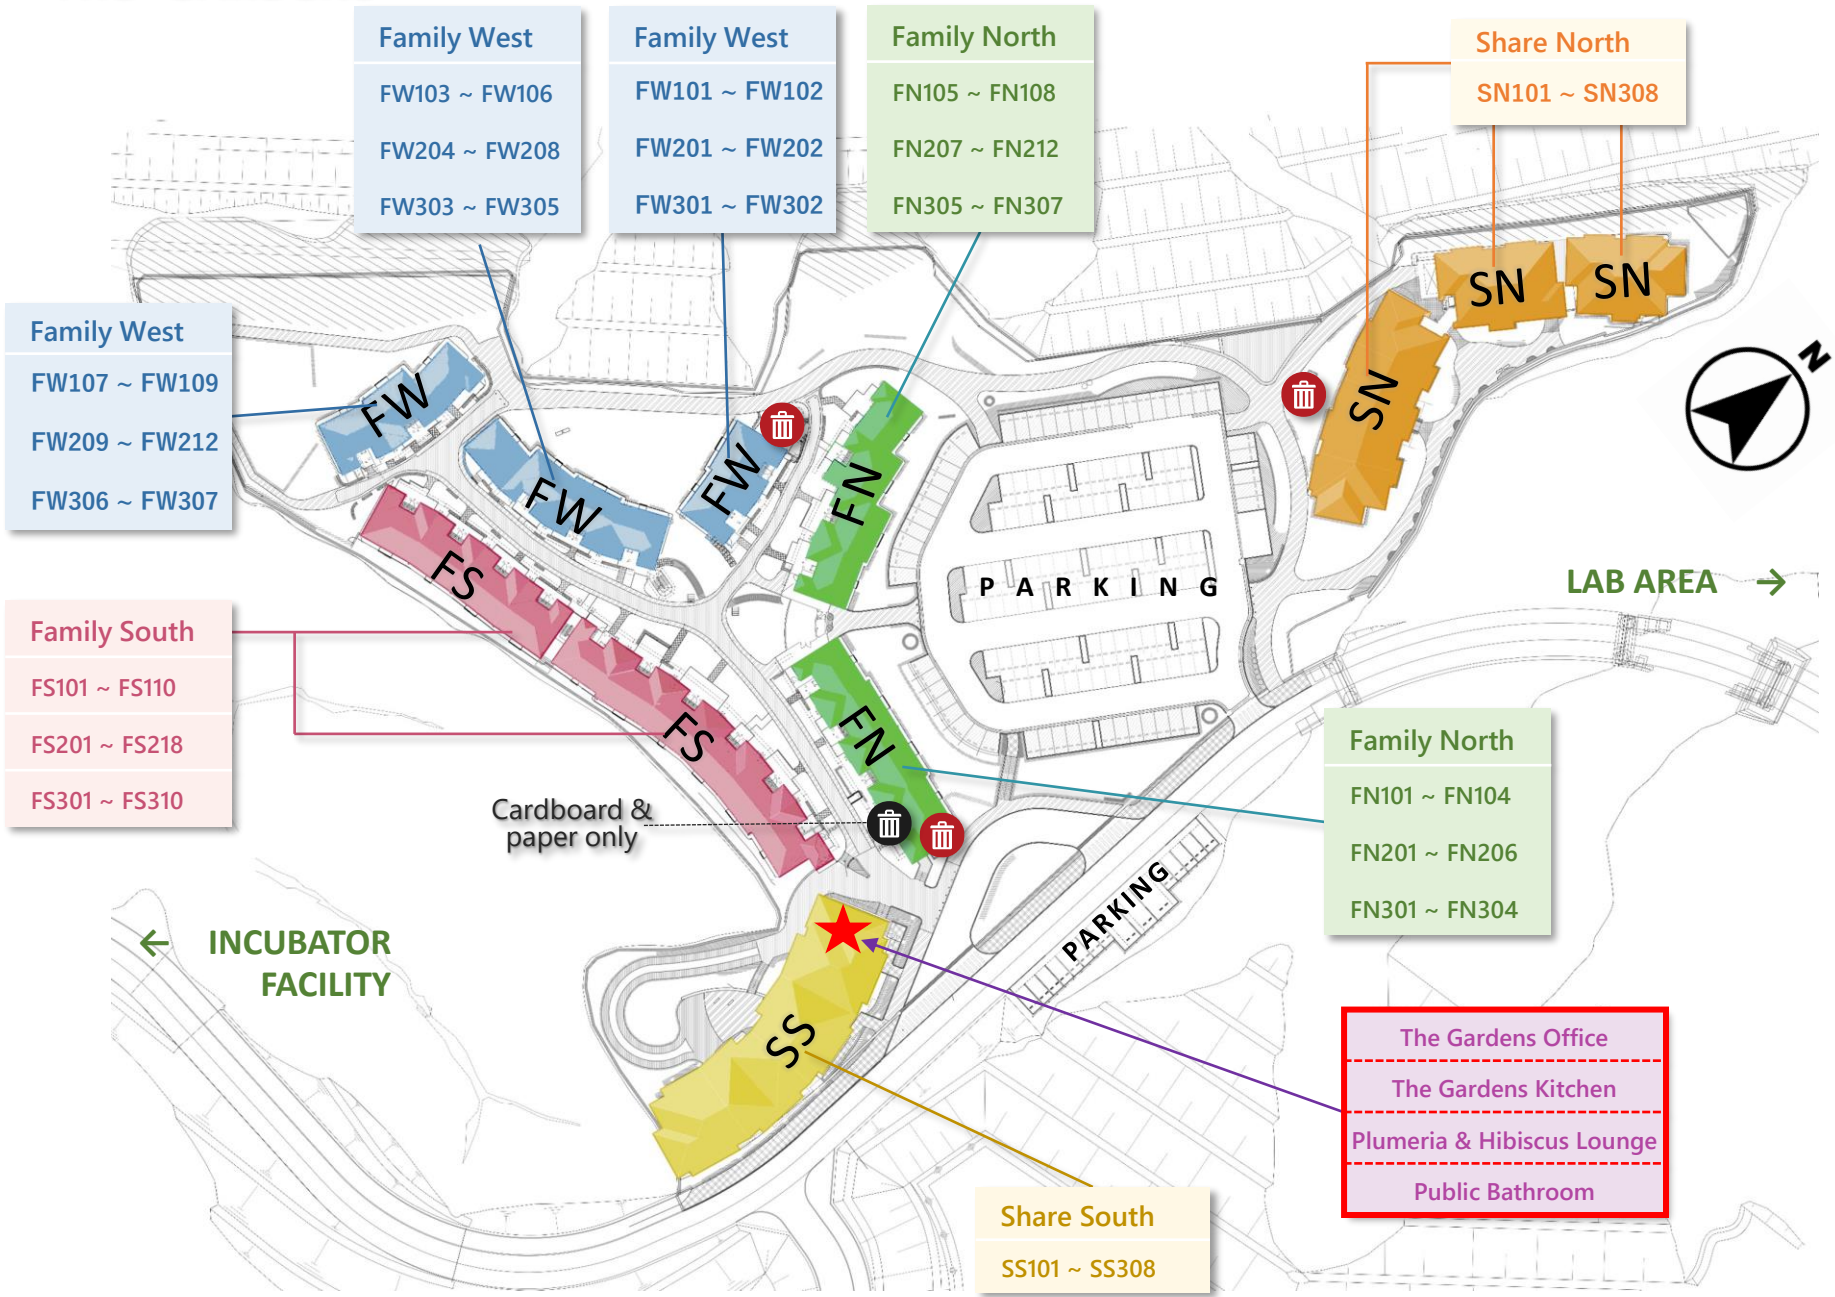 Family West
FW103 ~ FW106
FW204 ~ FW208
FW303 ~ FW305
Family West
FW101 ~ FW102
FW201 ~ FW202
FW301 ~ FW302
Family North
FN105 ~ FN108
FN207 ~ FN212
FN305 ~ FN307
Share North
SN101 ~ SN308
Family West
FW107 ~ FW109
FW209 ~ FW212
FW306 ~ FW307
FW
FW
FW
FN
SN
SN
SN
N
FS
FS
FN
PARKING
LAB AREA →
Family South
FS101 ~ FS110
FS201 ~ FS218
FS301 ~ FS310
Cardboard &
paper only
Family North
FN101 ~ FN104
FN201 ~ FN206
FN301 ~ FN304
PARKING
← INCUBATOR
FACILITY
SS
The Gardens Office
The Gardens Kitchen
Plumeria & Hibiscus Lounge
Public Bathroom
Share South
SS101 ~ SS308